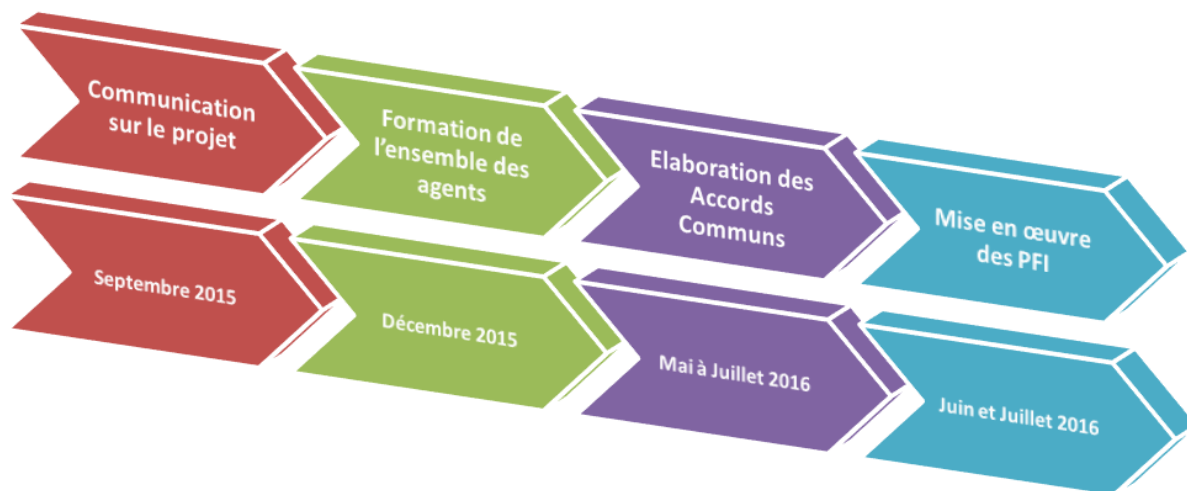 Communication
sur le projet
Formation de
l'ensemble des
agents
Elaboration des
Accords
Communs
Mise en œuvre
des PFI
Septembre 2015
Décembre 2015
Mai à Juillet 2016
Juin et Juillet 2016